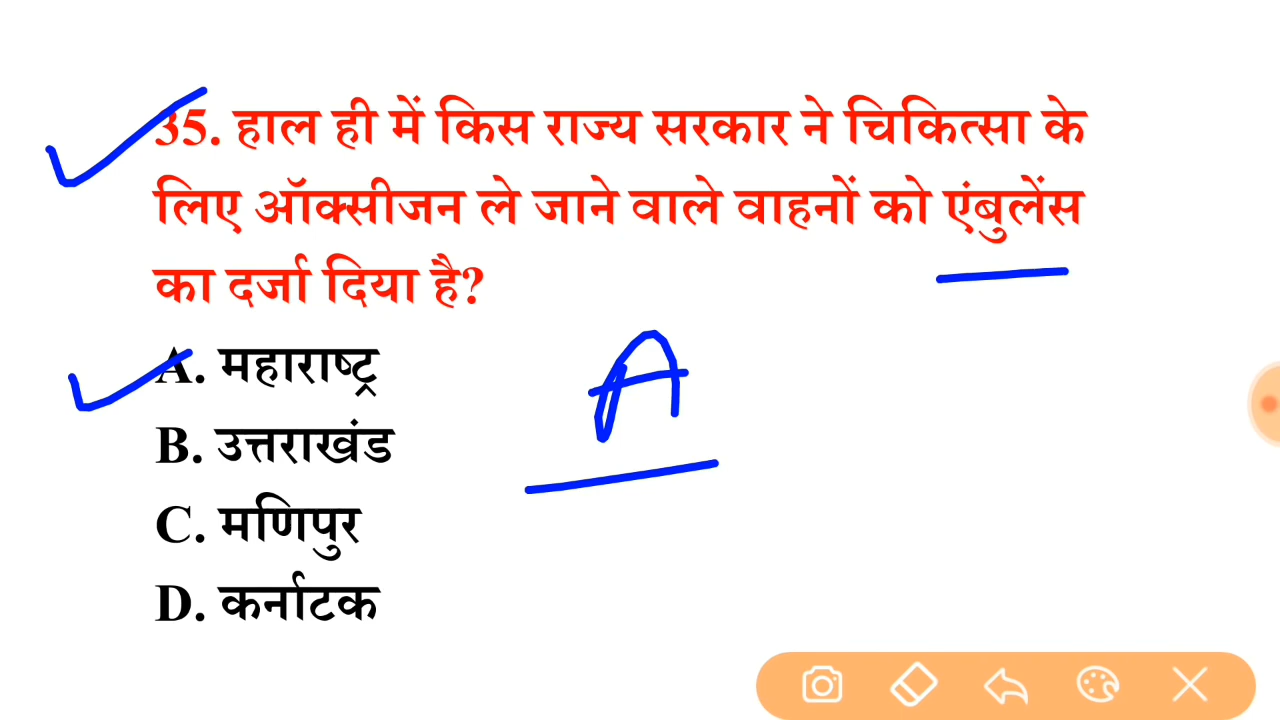 35. हाल ही में किस राज्य सरकार ने चिकित्सा के
लिए ऑक्सीजन ले जाने वाले वाहनों को एंबुलेंस
का दर्जा दिया है?
A. महाराष्ट्र
A
B. उत्तराखंड
C. मणिपुर
D. कर्नाटक